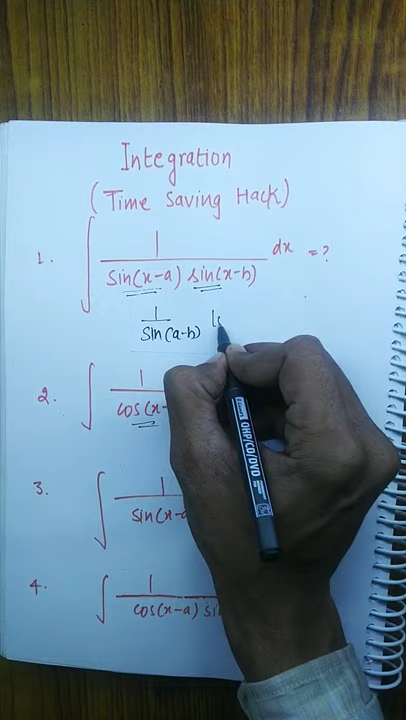 Integration
(Time Saving Hack)
1. ∫ 1 / sin(x-a) sin(x-b) dx = ?
1 / sin(a-b)
2. ∫ 1 / cos(x-
3. ∫ 1 / sin(x-a
4. ∫ 1 / cos(x-a) sin
OHP/CD/DVD